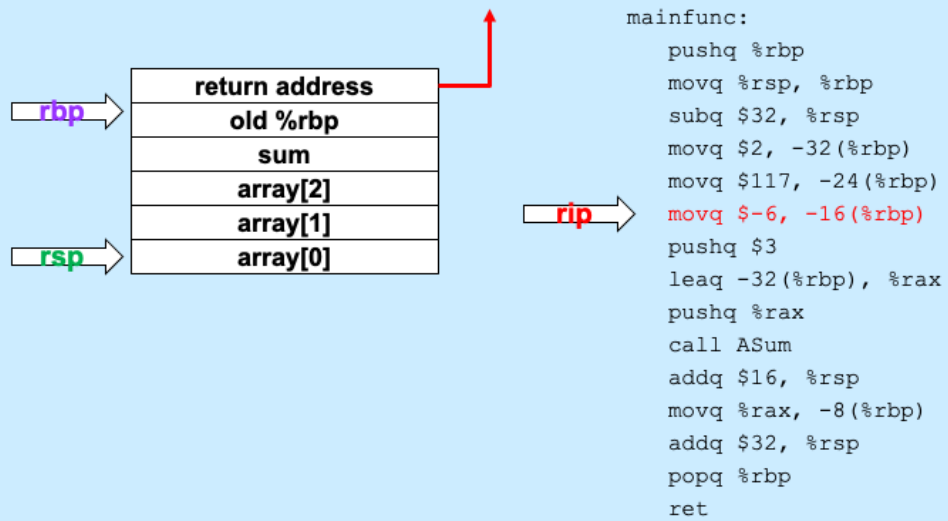 return address
rbp
old %rbp
sum
array[2]
array[1]
rsp
array[0]
rip
mainfunc:
pushq %rbp
movq %rsp, %rbp
subq $32, %rsp
movq $2, -32(%rbp)
movq $117, -24(%rbp)
movq $-6, -16(%rbp)
pushq $3
leaq -32(%rbp), %rax
pushq %rax
call ASum
addq $16, %rsp
movq %rax, -8(%rbp)
addq $32, %rsp
popq %rbp
ret